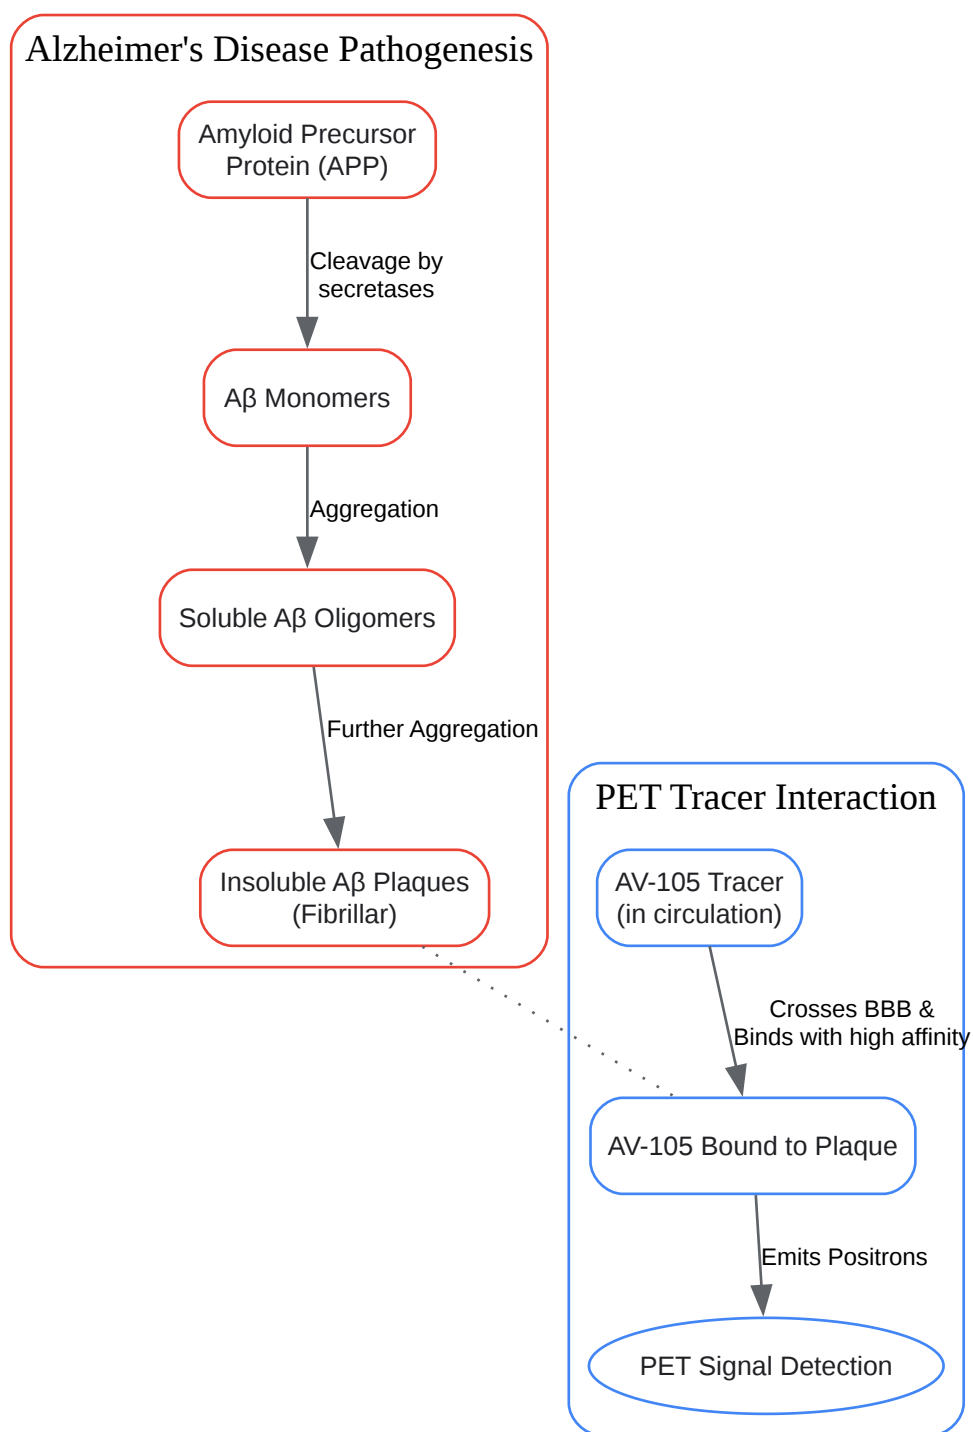 Alzheimer's Disease Pathogenesis
Amyloid Precursor
Protein (APP)
Cleavage by
secretases
Aβ Monomers
Aggregation
Soluble Aβ Oligomers
Further Aggregation
Insoluble Aβ Plaques
(Fibrillar)
PET Tracer Interaction
AV-105 Tracer
(in circulation)
Crosses BBB &
Binds with high affinity
AV-105 Bound to Plaque
Emits Positrons
PET Signal Detection